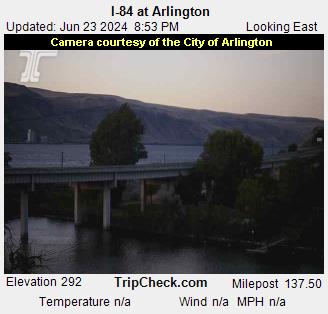 I-84 at Arlington
Updated: Jun 23 2024 8:53 PM Looking East
Camera courtesy of the City of Arlington
Elevation 292 TripCheck.com Milepost 137.50
Temperature n/a Wind n/a MPH n/a